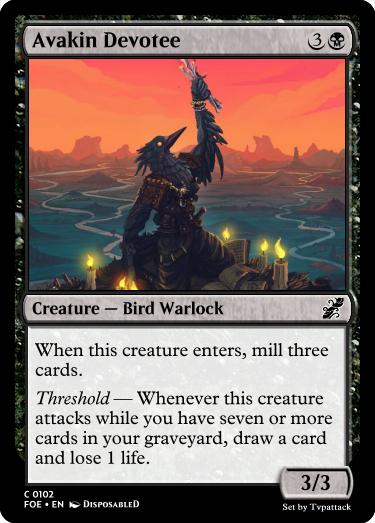 Avakin Devotee 3
Creature — Bird Warlock
When this creature enters, mill three
cards.
Threshold — Whenever this creature
attacks while you have seven or more
cards in your graveyard, draw a card
and lose 1 life.
3/3
C 0102
FOE • EN DisposableD
Set by Tvpattack